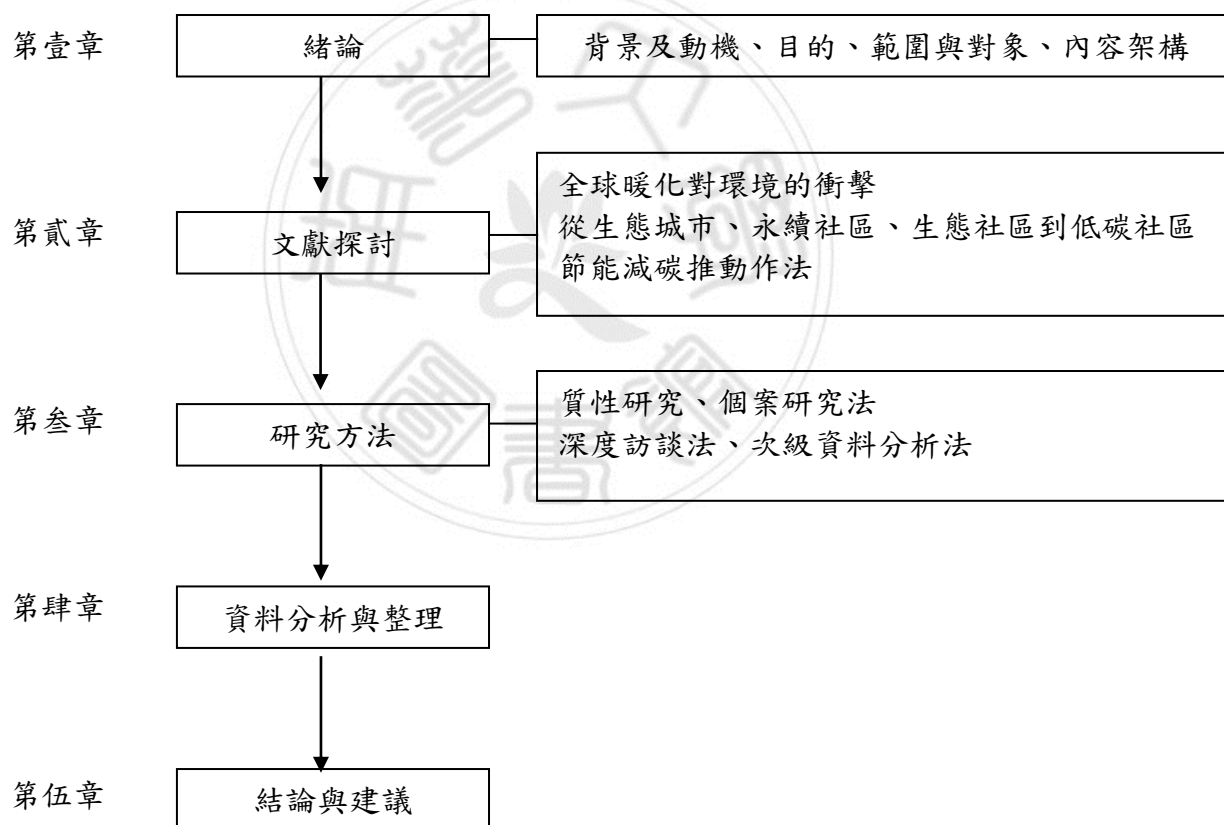 第壹章
緒論
背景及動機、目的、範圍與對象、內容架構
第貳章
文獻探討
全球暖化對環境的衝擊
從生態城市、永續社區、生態社區到低碳社區
節能減碳推動作法
第叁章
研究方法
質性研究、個案研究法
深度訪談法、次級資料分析法
第肆章
資料分析與整理
第伍章
結論與建議